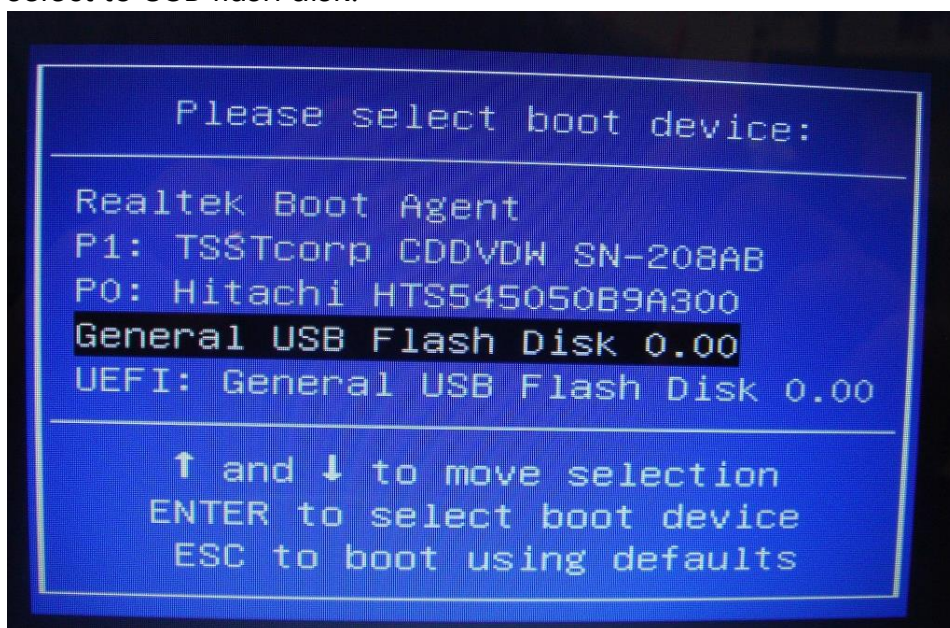 select to USB flash disk.
Please select boot device:
Realtek Boot Agent
P1: TSSTcorp CDDVDW SN-208AB
P0: Hitachi HTS545050B9A300
General USB Flash Disk 0.00
UEFI: General USB Flash Disk 0.00
↑ and ↓ to move selection
ENTER to select boot device
ESC to boot using defaults